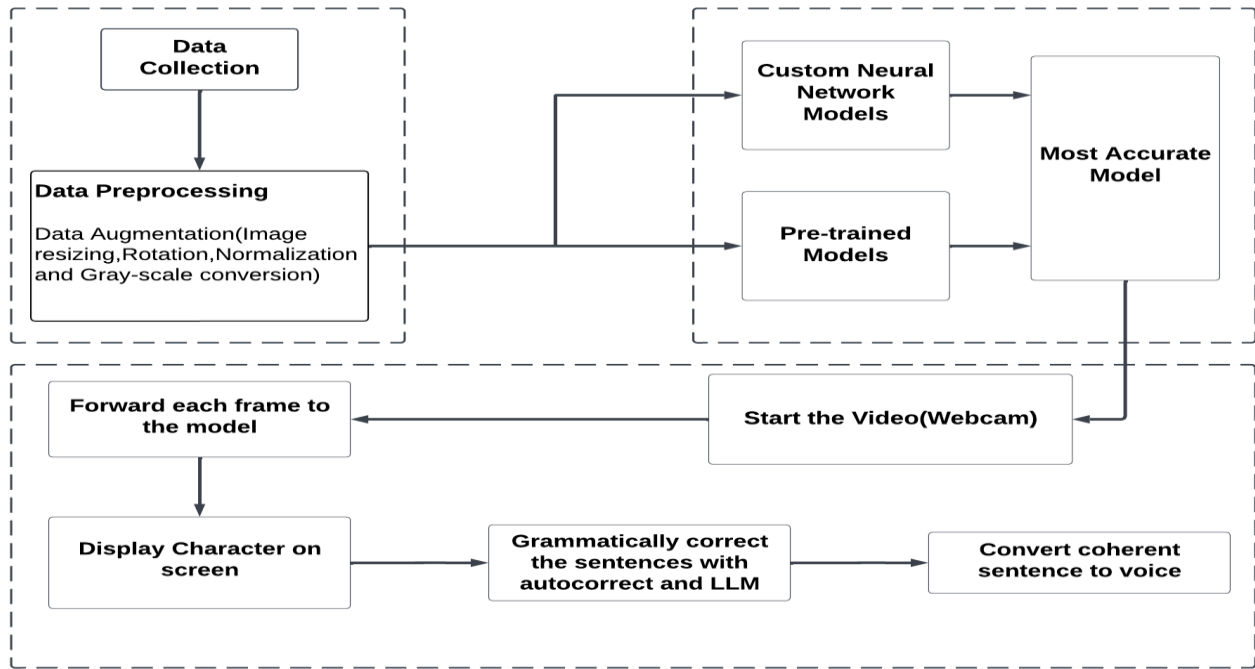 Data
Collection
Data Preprocessing
Data Augmentation(Image
resizing,Rotation,Normalization
and Gray-scale conversion)
Custom Neural
Network
Models
Pre-trained
Models
Most Accurate
Model
Start the Video(Webcam)
Forward each frame to
the model
Display Character on
screen
Grammatically correct
the sentences with
autocorrect and LLM
Convert coherent
sentence to voice